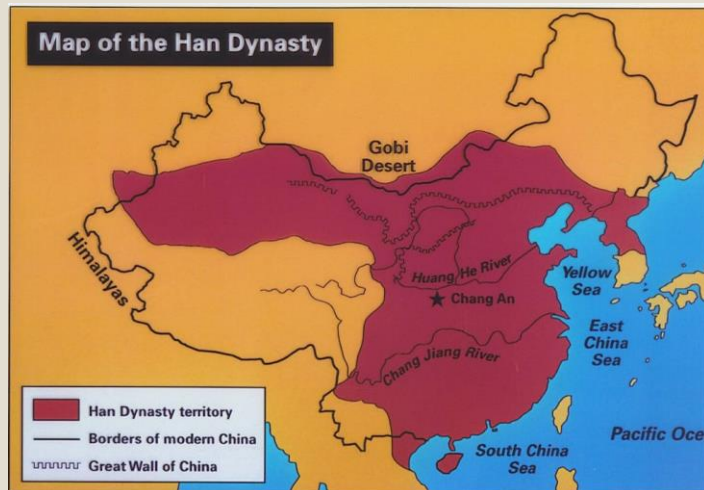 Map of the Han Dynasty
Gobi
Desert
Himalayas
Huang He River
Yellow
Sea
Chang An
East
China
Sea
Chang Jiang River
Han Dynasty territory
Borders of modern China
Great Wall of China
Pacific Oce
South China
Sea